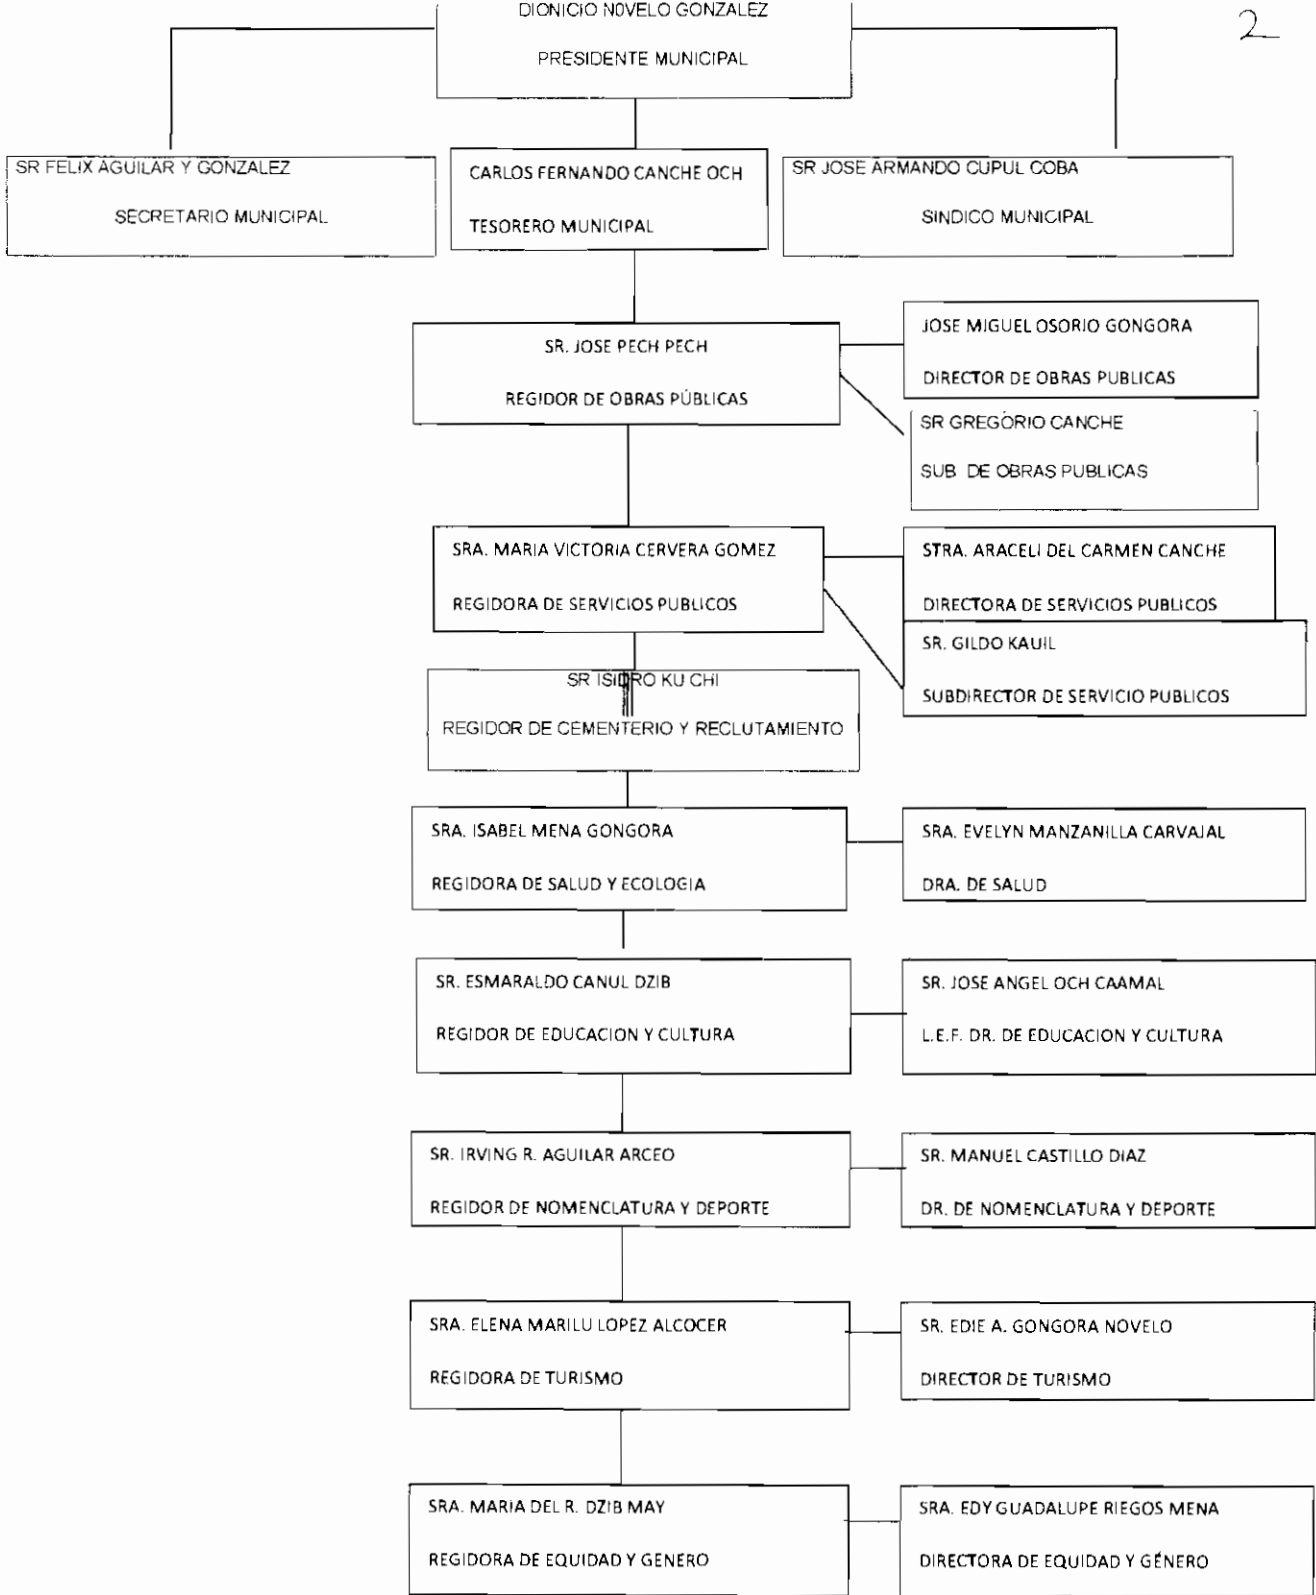 DIONICIO NOVELO GONZALEZ
PRESIDENTE MUNICIPAL
2
SR FELIX AGUILAR Y GONZALEZ
SECRETARIO MUNICIPAL
CARLOS FERNANDO CANCHE OCH
TESORERO MUNICIPAL
SR JOSE ARMANDO CUPUL COBA
SINDICO MUNICIPAL
SR. JOSE PECH PECH
REGIDOR DE OBRAS PÚBLICAS
JOSE MIGUEL OSORIO GONGORA
DIRECTOR DE OBRAS PUBLICAS
SR GREGÓRIO CANCHE
SUB DE OBRAS PUBLICAS
SRA. MARIA VICTORIA CERVERA GOMEZ
REGIDORA DE SERVICIOS PUBLICOS
STRA. ARACELI DEL CARMEN CANCHE
DIRECTORA DE SERVICIOS PUBLICOS
SR. GILDO KAUIL
SUBDIRECTOR DE SERVICIO PUBLICOS
SR ISIDRO KU CHI
REGIDOR DE CEMENTERIO Y RECLUTAMIENTO
SRA. ISABEL MENA GONGORA
REGIDORA DE SALUD Y ECOLOGIA
SRA. EVELYN MANZANILLA CARVAJAL
DRA. DE SALUD
SR. ESMARALDO CANUL DZIB
REGIDOR DE EDUCACION Y CULTURA
SR. JOSE ANGEL OCH CAAMAL
L.E.F. DR. DE EDUCACION Y CULTURA
SR. IRVING R. AGUILAR ARCEO
REGIDOR DE NOMENCLATURA Y DEPORTE
SR. MANUEL CASTILLO DIAZ
DR. DE NOMENCLATURA Y DEPORTE
SRA. ELENA MARILU LOPEZ ALCOCER
REGIDORA DE TURISMO
SR. EDIE A. GONGORA NOVELO
DIRECTOR DE TURISMO
SRA. MARIA DEL R. DZIB MAY
REGIDORA DE EQUIDAD Y GENERO
SRA. EDY GUADALUPE RIEGOS MENA
DIRECTORA DE EQUIDAD Y GÉNERO